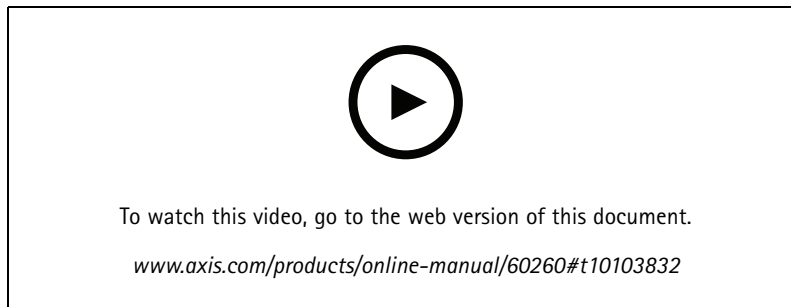 To watch this video, go to the web version of this document.
www.axis.com/products/online-manual/60260#t10103832